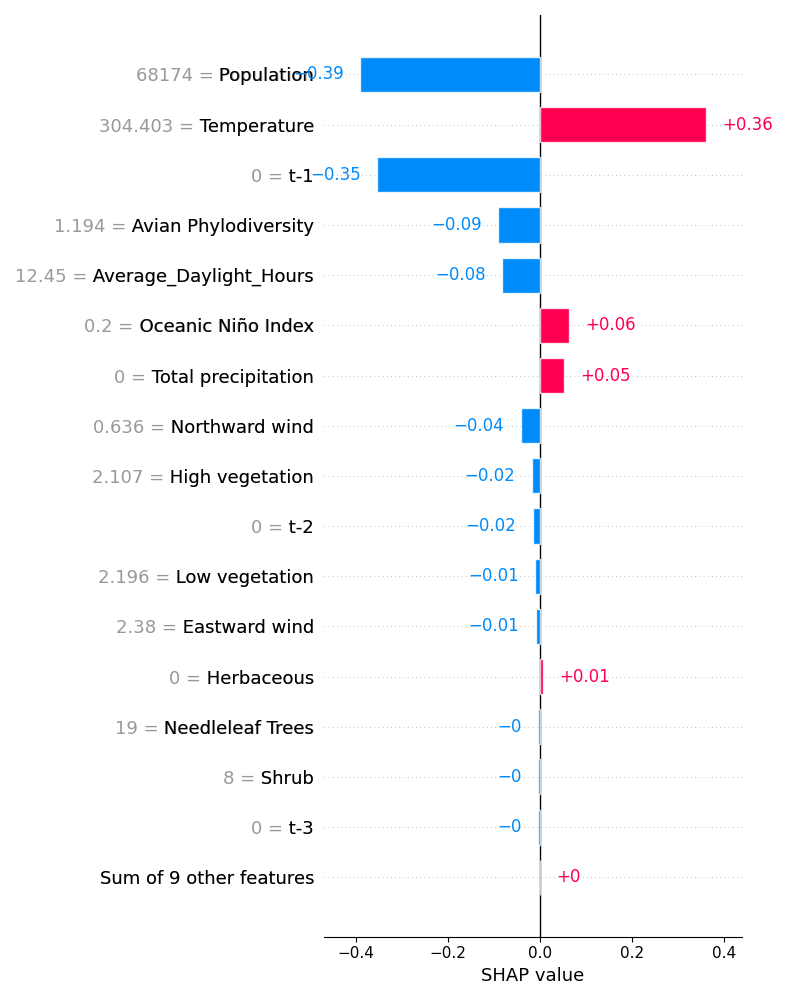 68174 = Population −0.39
304.403 = Temperature +0.36
0 = t-1 −0.35
1.194 = Avian Phylodiversity −0.09
12.45 = Average_Daylight_Hours −0.08
0.2 = Oceanic Niño Index +0.06
0 = Total precipitation +0.05
0.636 = Northward wind −0.04
2.107 = High vegetation −0.02
0 = t-2 −0.02
2.196 = Low vegetation −0.01
2.38 = Eastward wind −0.01
0 = Herbaceous +0.01
19 = Needleleaf Trees −0
8 = Shrub −0
0 = t-3 −0
Sum of 9 other features +0
−0.4 −0.2 0.0 0.2 0.4
SHAP value